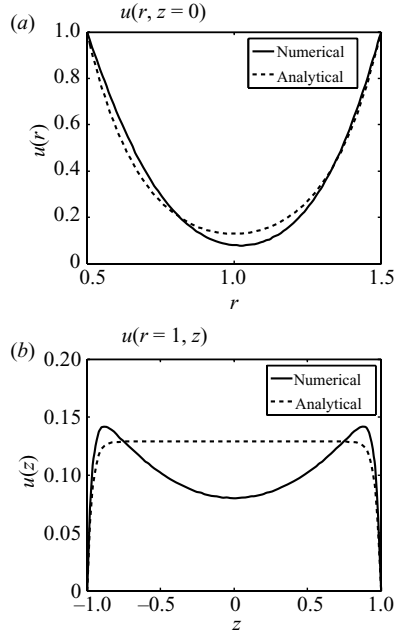 u(r, z = 0)
(a)
1.0
0.8
0.6
0.4
0.2
0
u(r)
Numerical
Analytical
0.5
1.0
1.5
r
u(r = 1, z)
(b)
0.20
0.15
0.10
0.05
0
u(z)
Numerical
Analytical
−1.0
−0.5
0
0.5
1.0
z